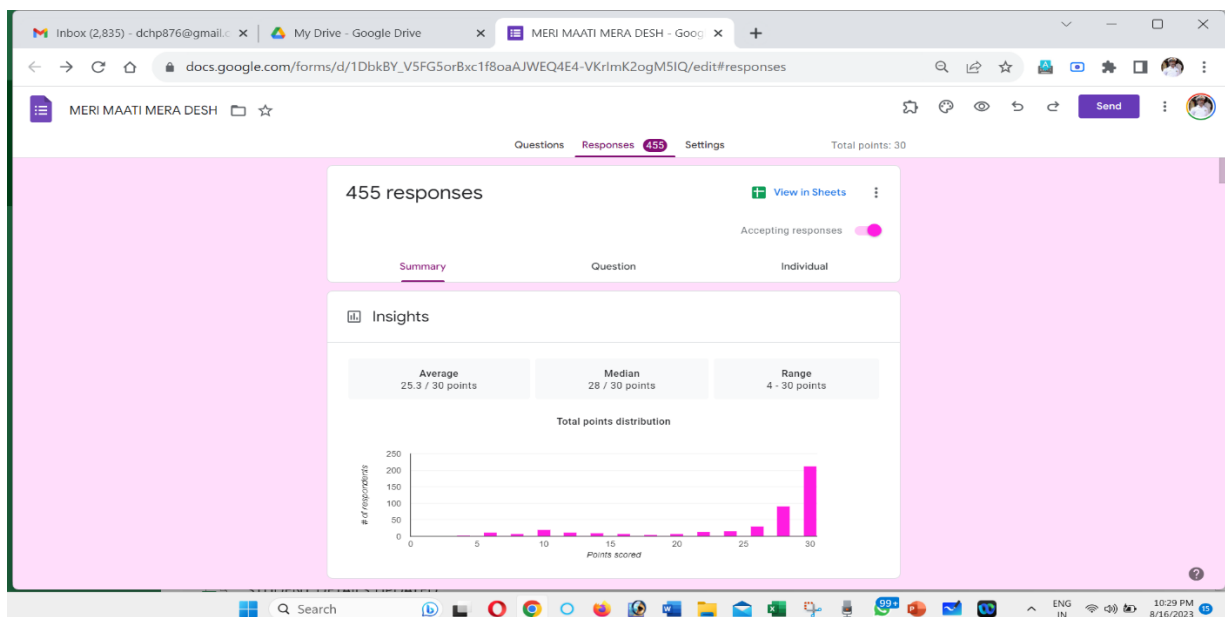 Inbox (2,835) - dchp876@gmail.c
My Drive - Google Drive
MERI MAATI MERA DESH - Goog
docs.google.com/forms/d/1DbkBY_V5FG5orBxc1f8oaAJWEQ4E4-VKrImK2ogM5IQ/edit#responses
MERI MAATI MERA DESH
Send
Questions Responses 455 Settings
Total points: 30
455 responses
View in Sheets
Accepting responses
Summary Question Individual
Insights
Average Median Range
25.3 / 30 points 28 / 30 points 4 - 30 points
Total points distribution
250
200
150
100
50
0
# of respondents
0 5 10 15 20 25 30
Points scored
Search
99+
ENG
IN
10:29 PM
8/16/2023
15